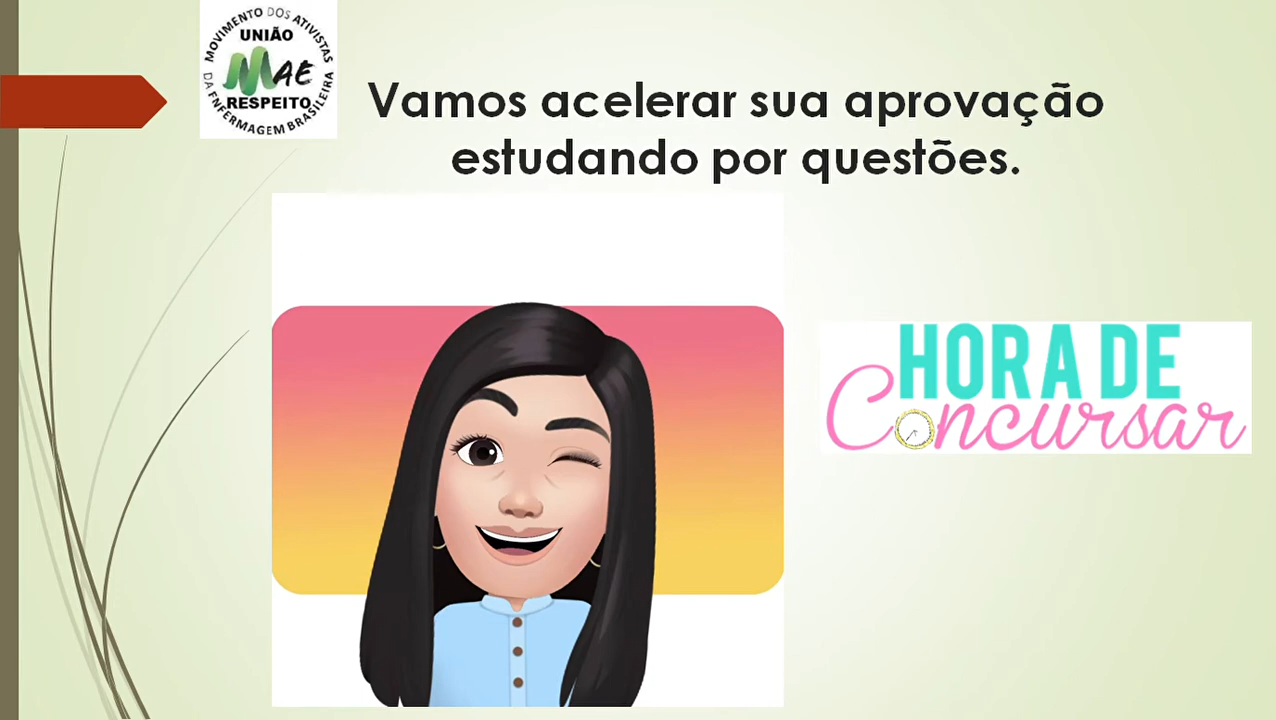 MOVIMENTO DOS ATIVISTAS
UNIÃO
MAE
RESPEITO
DA ENFERMAGEM BRASILEIRA
Vamos acelerar sua aprovação
estudando por questões.
HORA DE
Concursar